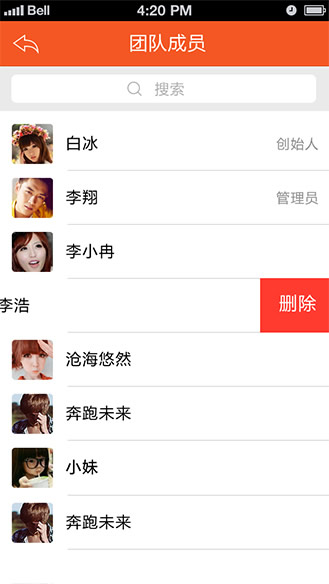 Bell 4:20 PM
团队成员
搜索
白冰 创始人
李翔 管理员
李小冉
李浩 删除
沧海悠然
奔跑未来
小妹
奔跑未来